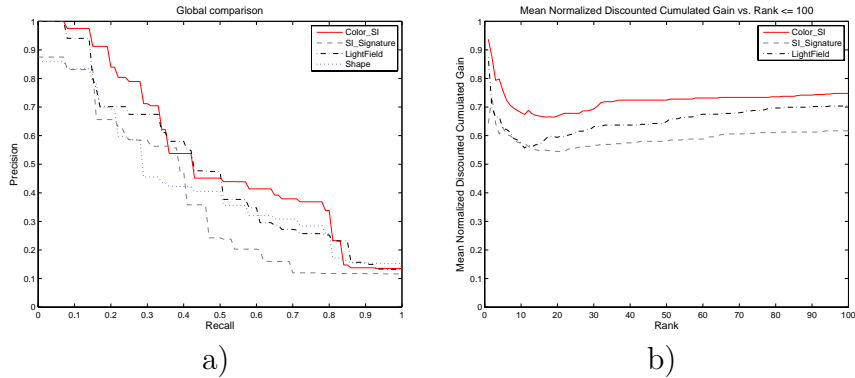 Global comparison
Color_SI
SI_Signature
LightField
Shape
1
0.9
0.8
0.7
0.6
0.5
0.4
0.3
0.2
0.1
0
Precision
0 0.1 0.2 0.3 0.4 0.5 0.6 0.7 0.8 0.9 1
Recall
a)
Mean Normalized Discounted Cumulated Gain vs. Rank <= 100
Color_SI
SI_Signature
LightField
1
0.9
0.8
0.7
0.6
0.5
0.4
0.3
0.2
0.1
0
Mean Normalized Discounted Cumulated Gain
0 10 20 30 40 50 60 70 80 90 100
Rank
b)